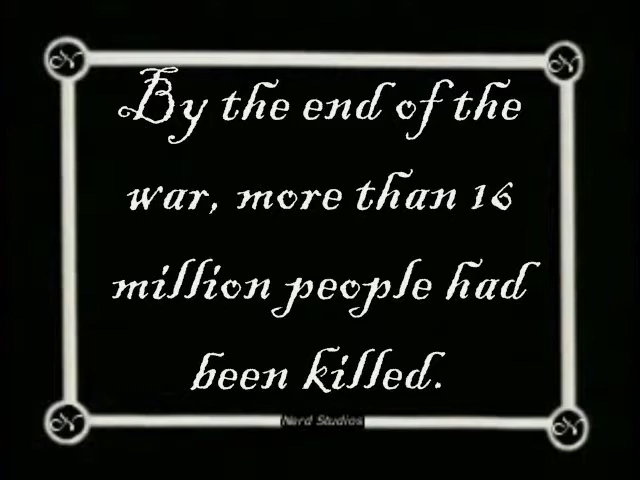 N N
By the end of the
war, more than 16
million people had
been killed.
N Nerd Studios N